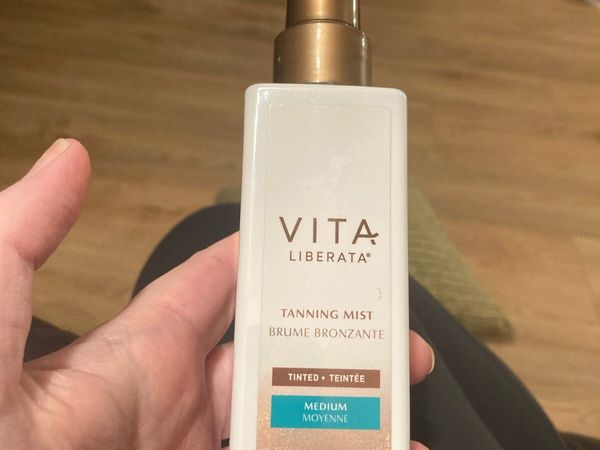 VITA
LIBERATA®
TANNING MIST
BRUME BRONZANTE
TINTED • TEINTÉE
MEDIUM
MOYENNE